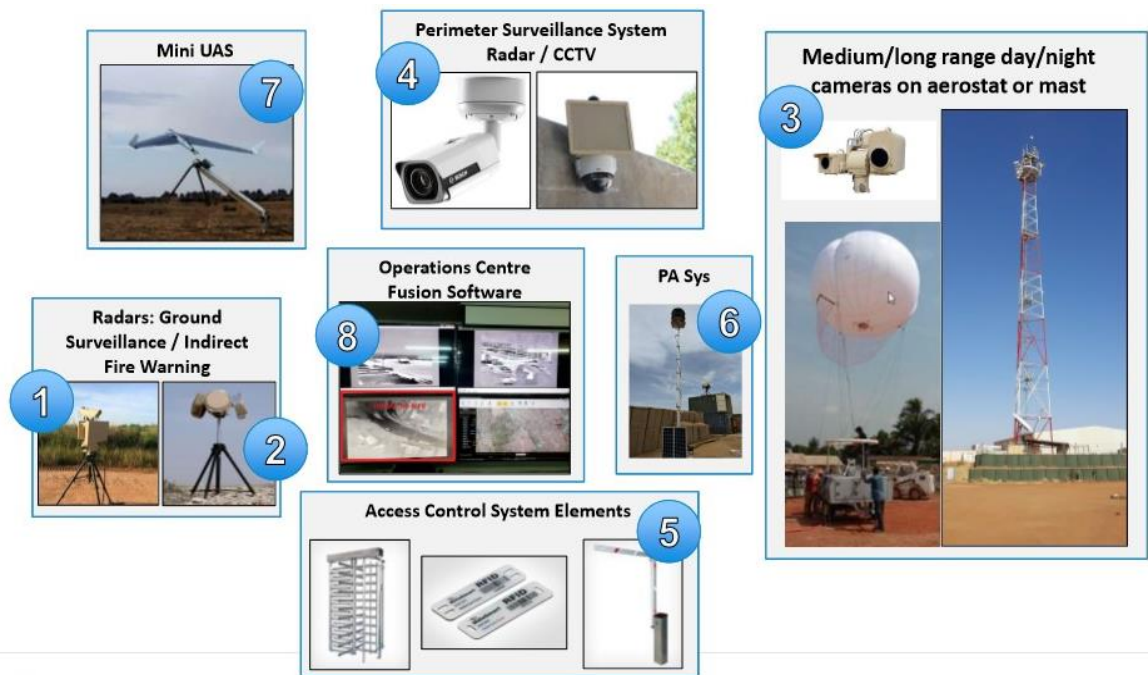 Mini UAS
7
Perimeter Surveillance System
Radar / CCTV
4
BOSCH
Medium/long range day/night
cameras on aerostat or mast
3
Radars: Ground
Surveillance / Indirect
Fire Warning
1
2
Operations Centre
Fusion Software
8
PA Sys
6
Access Control System Elements
5
RFID
RFID